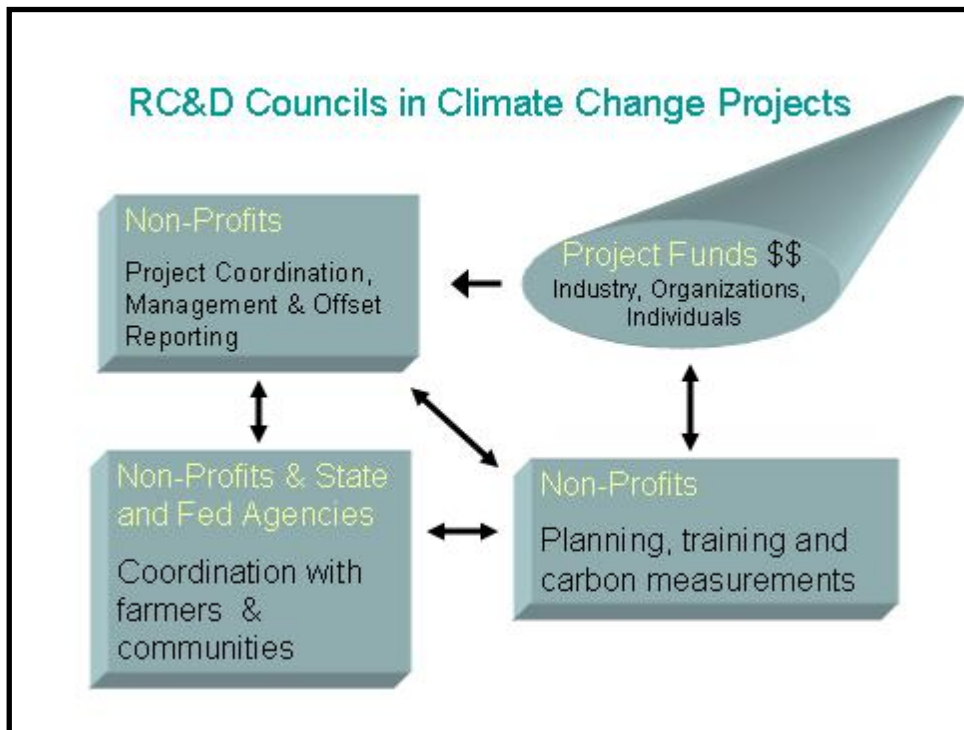 RC&D Councils in Climate Change Projects
Non-Profits
Project Coordination,
Management & Offset
Reporting
Project Funds $$
Industry, Organizations,
Individuals
Non-Profits & State
and Fed Agencies
Coordination with
farmers &
communities
Non-Profits
Planning, training and
carbon measurements